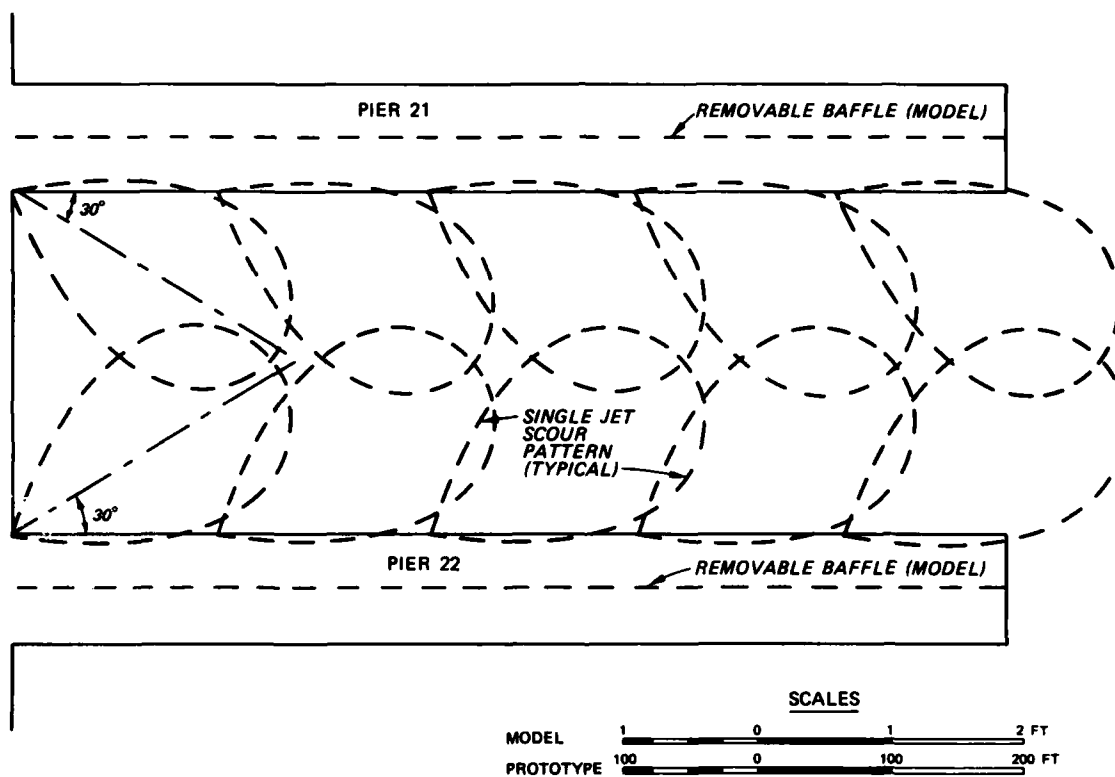 PIER 21
REMOVABLE BAFFLE (MODEL)
30°
SINGLE JET
SCOUR
PATTERN
(TYPICAL)
30°
PIER 22
REMOVABLE BAFFLE (MODEL)
SCALES
MODEL 1 0 1 2 FT
PROTOTYPE 100 0 100 200 FT